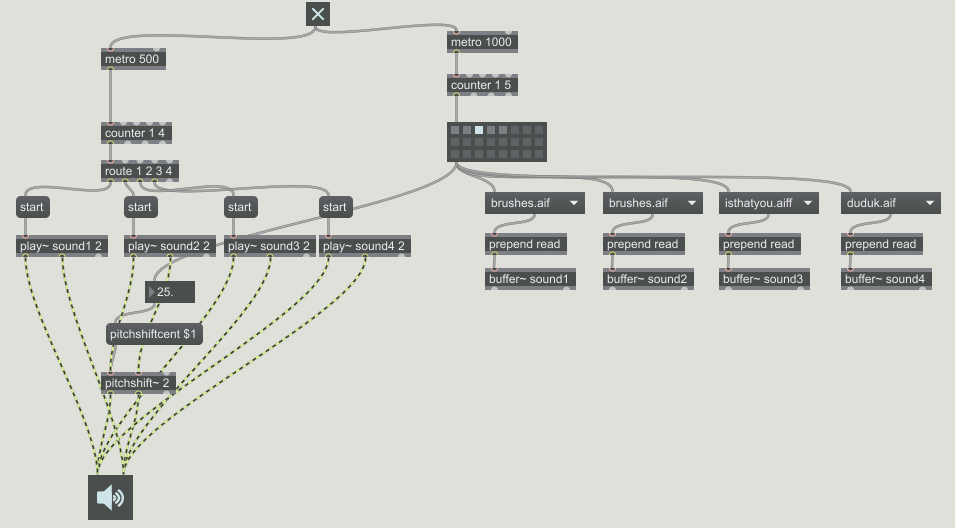 metro 500
metro 1000
counter 1 5
counter 1 4
route 1 2 3 4
start
start
start
start
brushes.aif
brushes.aif
isthatyou.aiff
duduk.aif
play~ sound1 2
play~ sound2 2
play~ sound3 2
play~ sound4 2
prepend read
prepend read
prepend read
prepend read
buffer~ sound1
buffer~ sound2
buffer~ sound3
buffer~ sound4
25.
pitchshiftcent $1
pitchshift~ 2